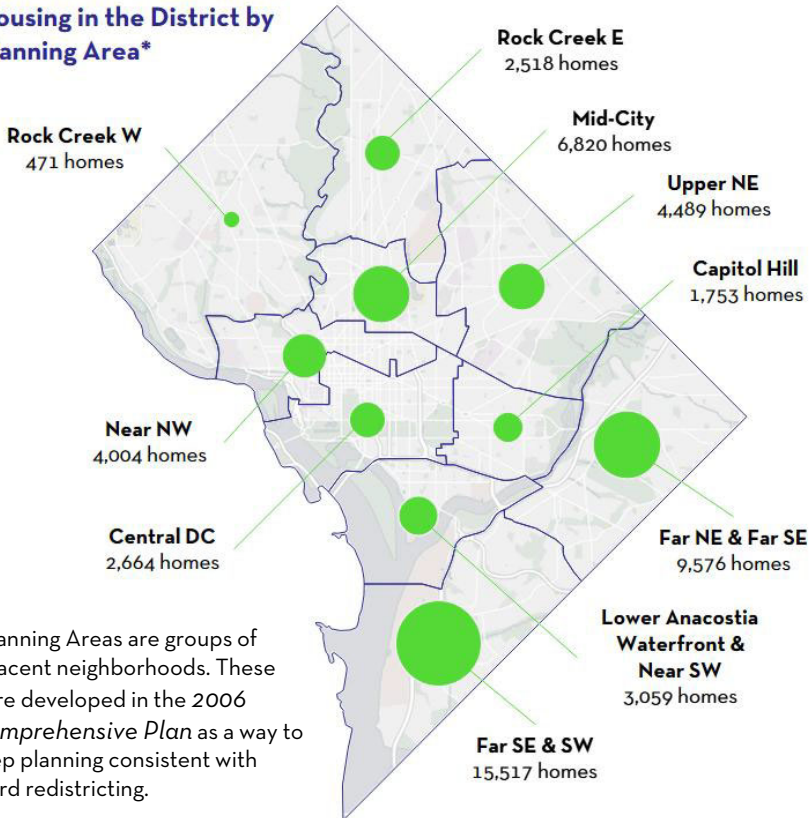 ousing in the District by
anning Area*
Rock Creek E
2,518 homes
Mid-City
6,820 homes
Rock Creek W
471 homes
Upper NE
4,489 homes
Capitol Hill
1,753 homes
Near NW
4,004 homes
Central DC
2,664 homes
Far NE & Far SE
9,576 homes
Lower Anacostia
Waterfront &
Near SW
3,059 homes
Far SE & SW
15,517 homes
anning Areas are groups of
acent neighborhoods. These
re developed in the 2006
omprehensive Plan as a way to
ep planning consistent with
rd redistricting.